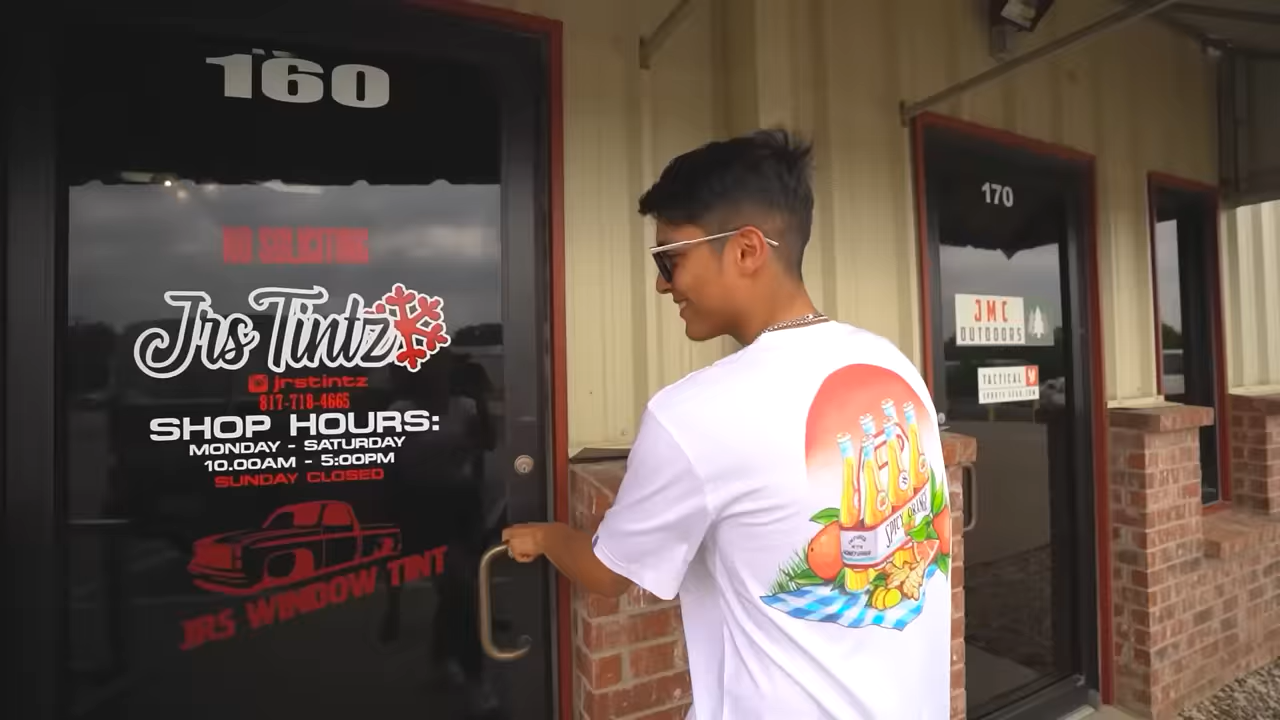 160
NO SOLICITING
Jrs Tintz
jrstintz
817-718-4665
SHOP HOURS:
MONDAY - SATURDAY
10.00AM - 5:00PM
SUNDAY CLOSED
JRS WINDOW TINT
170
JMC
OUTDOORS
TACTICAL
SPICY ORANGE